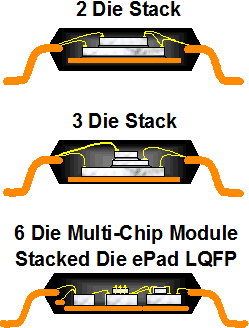 2 Die Stack
3 Die Stack
6 Die Multi-Chip Module
Stacked Die ePad LQFP